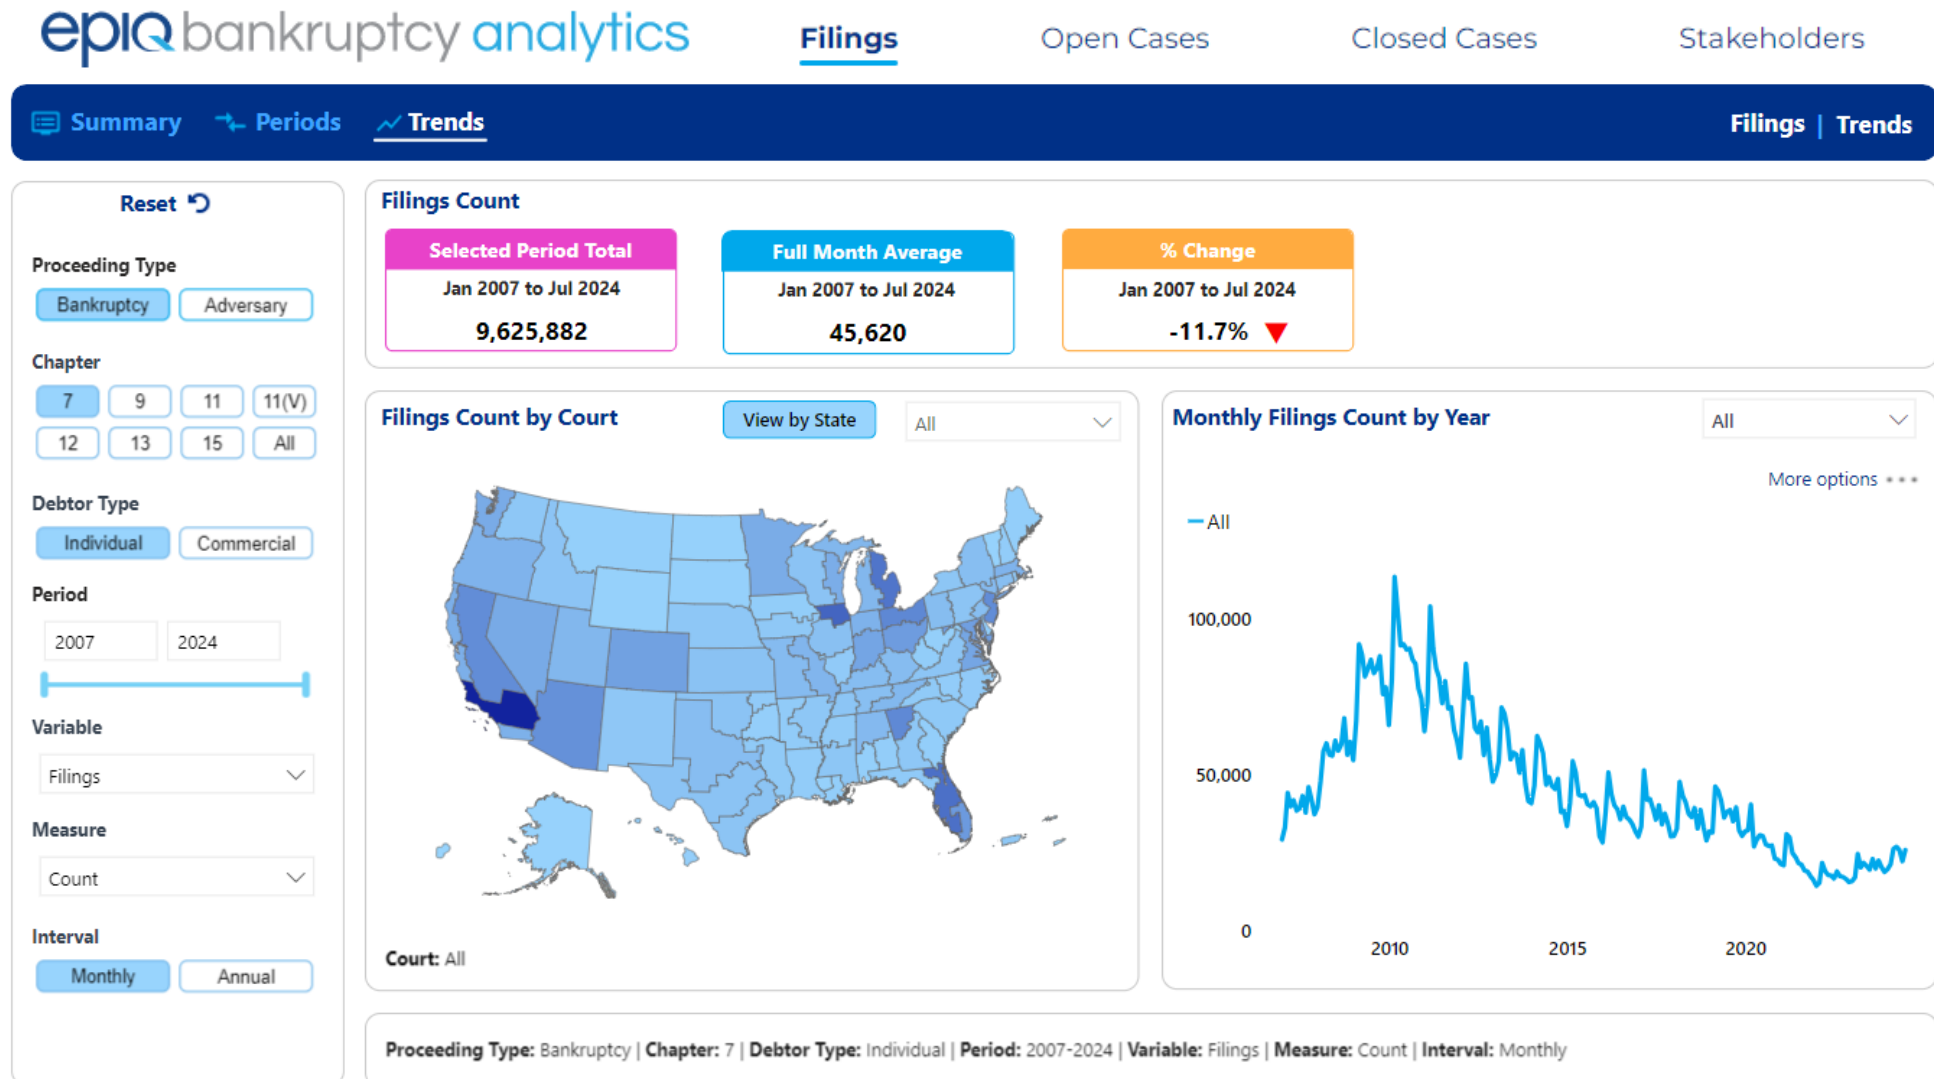 epiq bankruptcy analytics
Filings
Open Cases
Closed Cases
Stakeholders
Summary
Periods
Trends
Filings | Trends
Reset
Proceeding Type
Bankruptcy
Adversary
Chapter
7
9
11
11(V)
12
13
15
All
Debtor Type
Individual
Commercial
Period
2007
2024
Variable
Filings
Measure
Count
Interval
Monthly
Annual
Filings Count
Selected Period Total
Jan 2007 to Jul 2024
9,625,882
Full Month Average
Jan 2007 to Jul 2024
45,620
% Change
Jan 2007 to Jul 2024
-11.7%
Filings Count by Court
View by State
All
Court: All
Monthly Filings Count by Year
All
More options
All
100,000
50,000
0
2010
2015
2020
Proceeding Type: Bankruptcy | Chapter: 7 | Debtor Type: Individual | Period: 2007-2024 | Variable: Filings | Measure: Count | Interval: Monthly